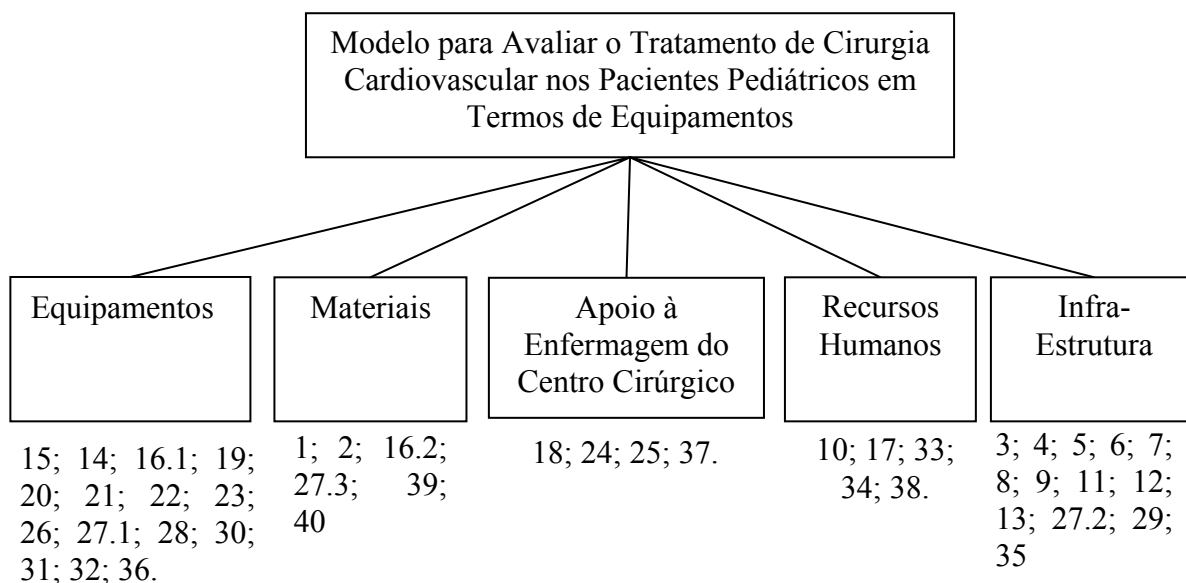 Modelo para Avaliar o Tratamento de Cirurgia
Cardiovascular nos Pacientes Pediátricos em
Termos de Equipamentos
Equipamentos
Materiais
Apoio à
Enfermagem do
Centro Cirúrgico
Recursos
Humanos
Infra-
Estrutura
15; 14; 16.1; 19;
20; 21; 22; 23;
26; 27.1; 28; 30;
31; 32; 36.
1; 2; 16.2;
27.3; 39;
40
18; 24; 25; 37.
10; 17; 33;
34; 38.
3; 4; 5; 6; 7;
8; 9; 11; 12;
13; 27.2; 29;
35